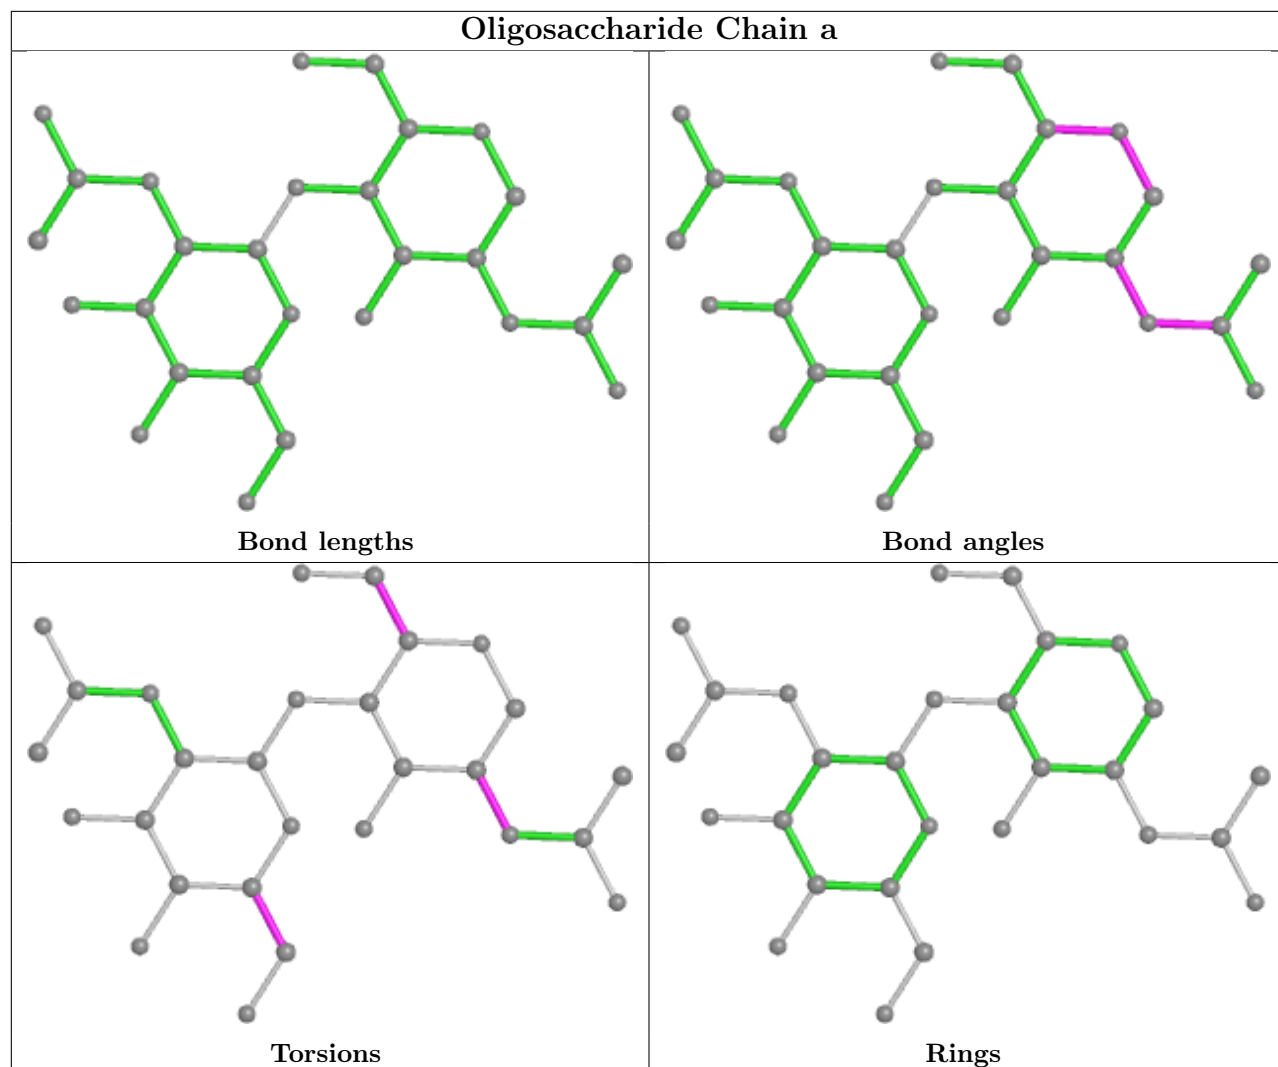 Oligosaccharide Chain a
Bond lengths
Bond angles
Torsions
Rings